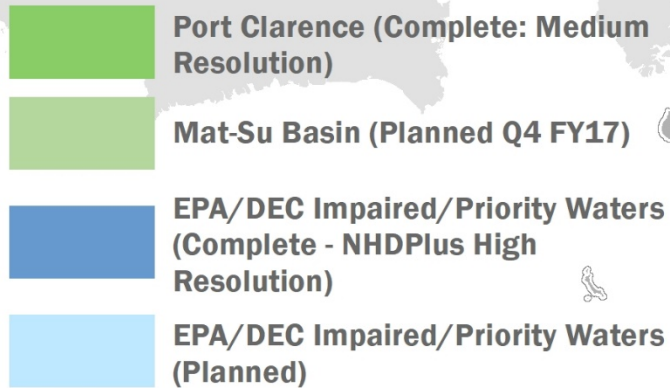 Port Clarence (Complete: Medium
Resolution)
Mat-Su Basin (Planned Q4 FY17)
EPA/DEC Impaired/Priority Waters
(Complete - NHDPlus High
Resolution)
EPA/DEC Impaired/Priority Waters
(Planned)